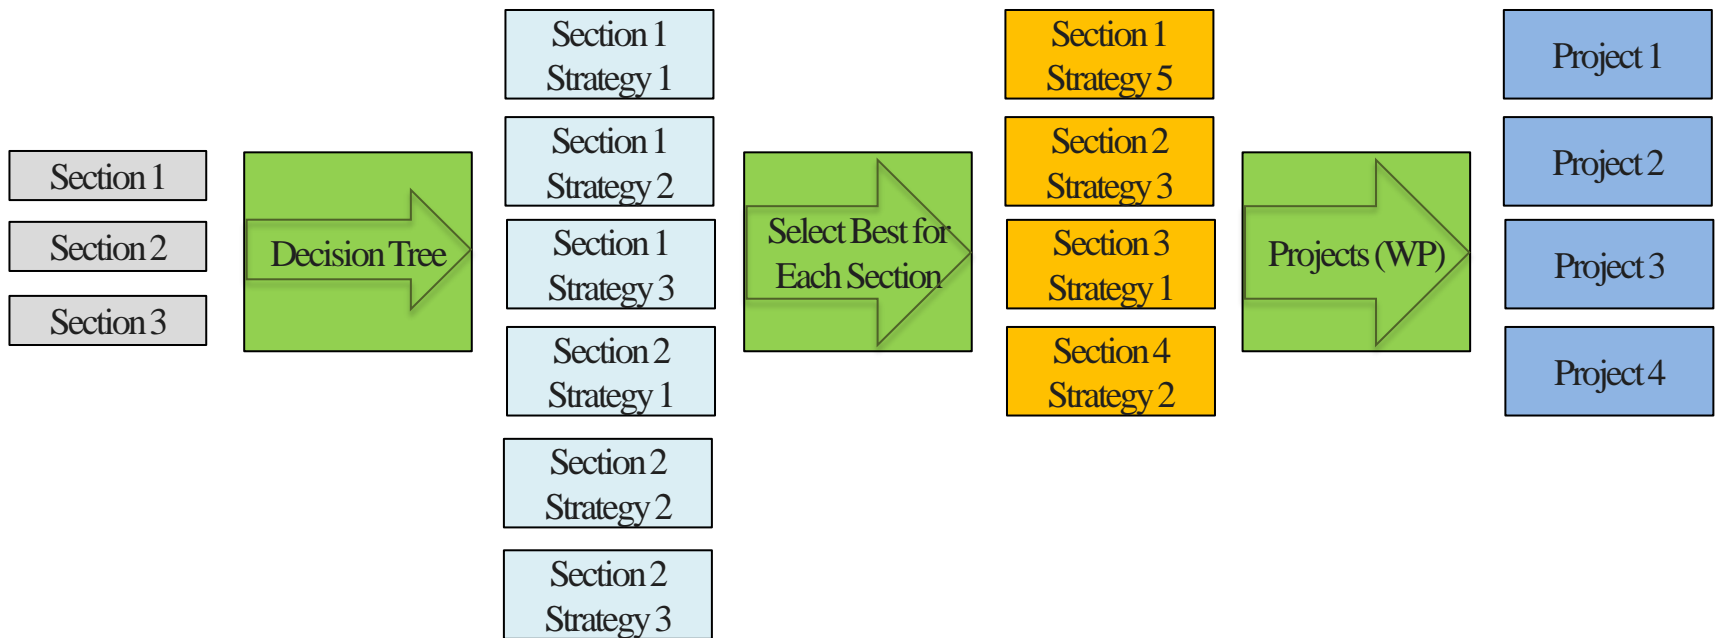 Section 1
Section 2
Section 3
Decision Tree
Section 1
Strategy 1
Section 1
Strategy 2
Section 1
Strategy 3
Section 2
Strategy 1
Section 2
Strategy 2
Section 2
Strategy 3
Select Best for
Each Section
Section 1
Strategy 5
Section 2
Strategy 3
Section 3
Strategy 1
Section 4
Strategy 2
Projects (WP)
Project 1
Project 2
Project 3
Project 4